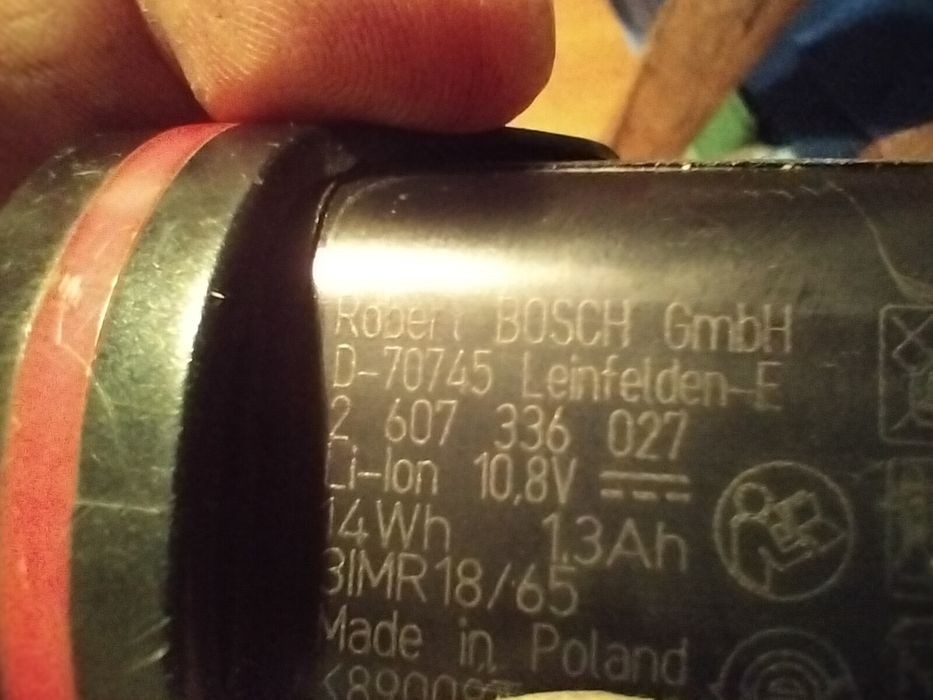 Robert BOSCH GmbH
D-70745 Leinfelden-E
2 607 336 027
Li-Ion 10,8V
14Wh 1.3Ah
3IMR18/65
Made in Poland